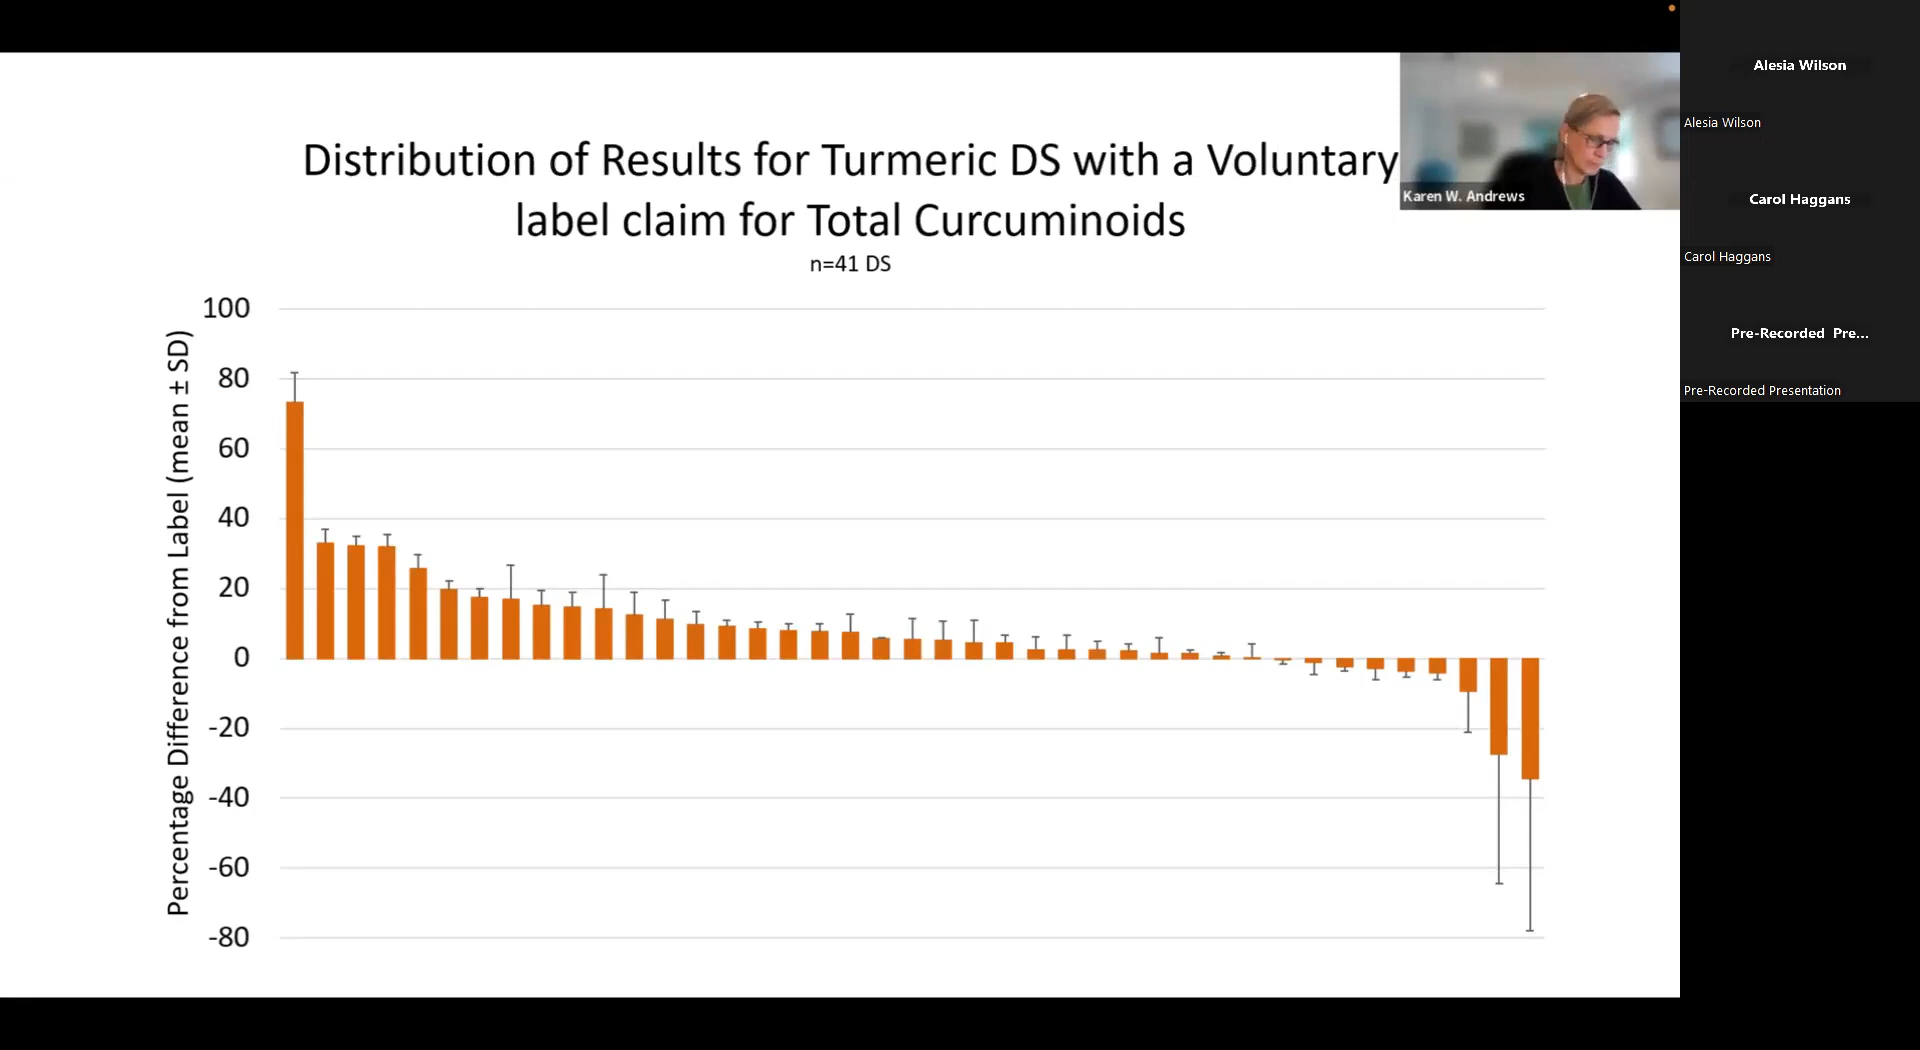 Distribution of Results for Turmeric DS with a Voluntary
label claim for Total Curcuminoids
n=41 DS
Percentage Difference from Label (mean ± SD)
100
80
60
40
20
0
-20
-40
-60
-80
Karen W. Andrews
Alesia Wilson
Alesia Wilson
Carol Haggans
Carol Haggans
Pre-Recorded Pre...
Pre-Recorded Presentation